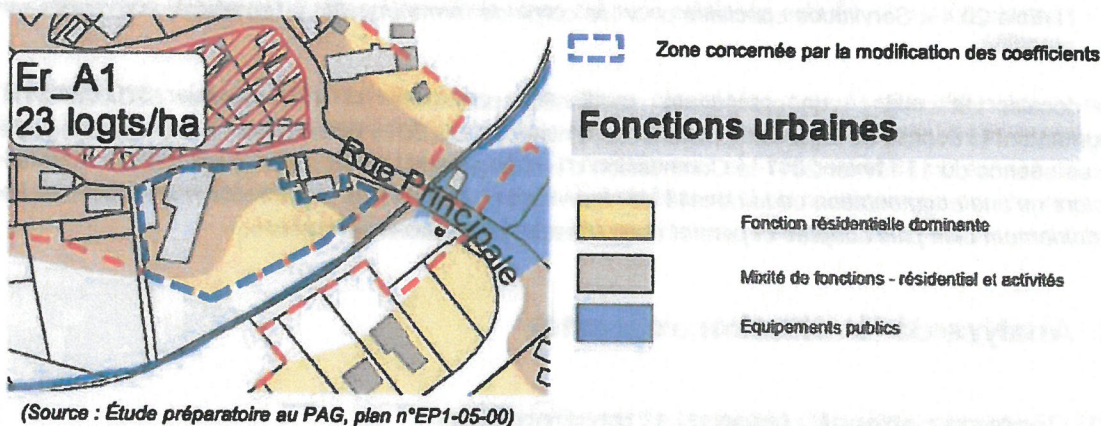 Zone concernée par la modification des coefficients
Er_A1
23 logts/ha
Rue Principale
Fonctions urbaines
Fonction résidentielle dominante
Mixité de fonctions - résidentiel et activités
Equipements publics
(Source : Étude préparatoire au PAG, plan n°EP1-05-00)